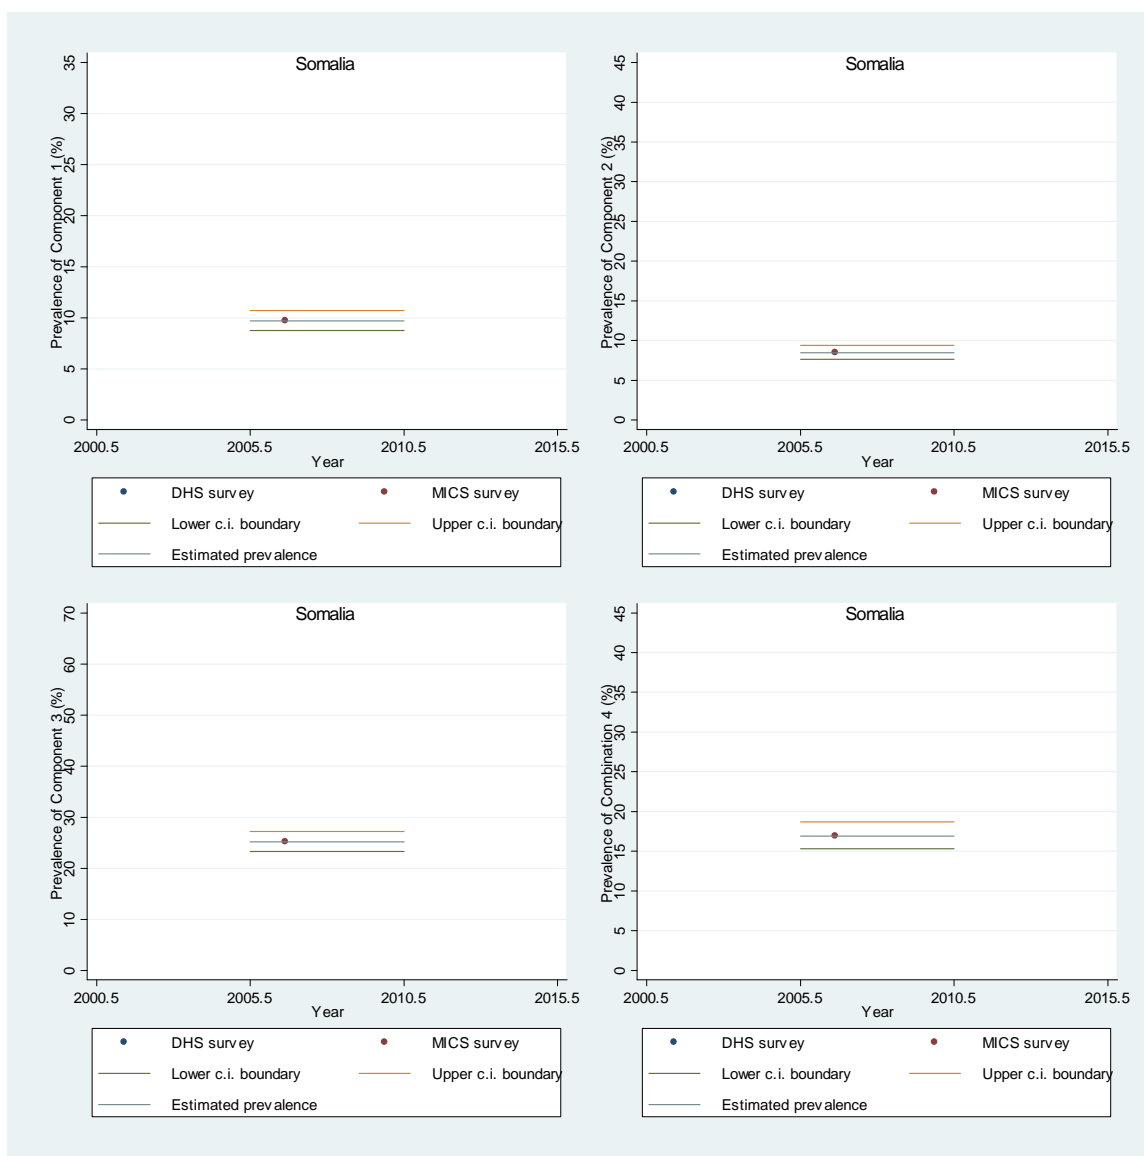 Somalia
Prevalence of Component 1 (%)
35
30
25
20
15
10
5
0
2000.5 2005.5 2010.5 2015.5
Year
DHS survey MICS survey
Lower c.i. boundary Upper c.i. boundary
Estimated prevalence
Somalia
Prevalence of Component 2 (%)
45
40
35
30
25
20
15
10
5
0
2000.5 2005.5 2010.5 2015.5
Year
DHS survey MICS survey
Lower c.i. boundary Upper c.i. boundary
Estimated prevalence
Somalia
Prevalence of Component 3 (%)
70
60
50
40
30
20
10
0
2000.5 2005.5 2010.5 2015.5
Year
DHS survey MICS survey
Lower c.i. boundary Upper c.i. boundary
Estimated prevalence
Somalia
Prevalence of Combination 4 (%)
45
40
35
30
25
20
15
10
5
0
2000.5 2005.5 2010.5 2015.5
Year
DHS survey MICS survey
Lower c.i. boundary Upper c.i. boundary
Estimated prevalence